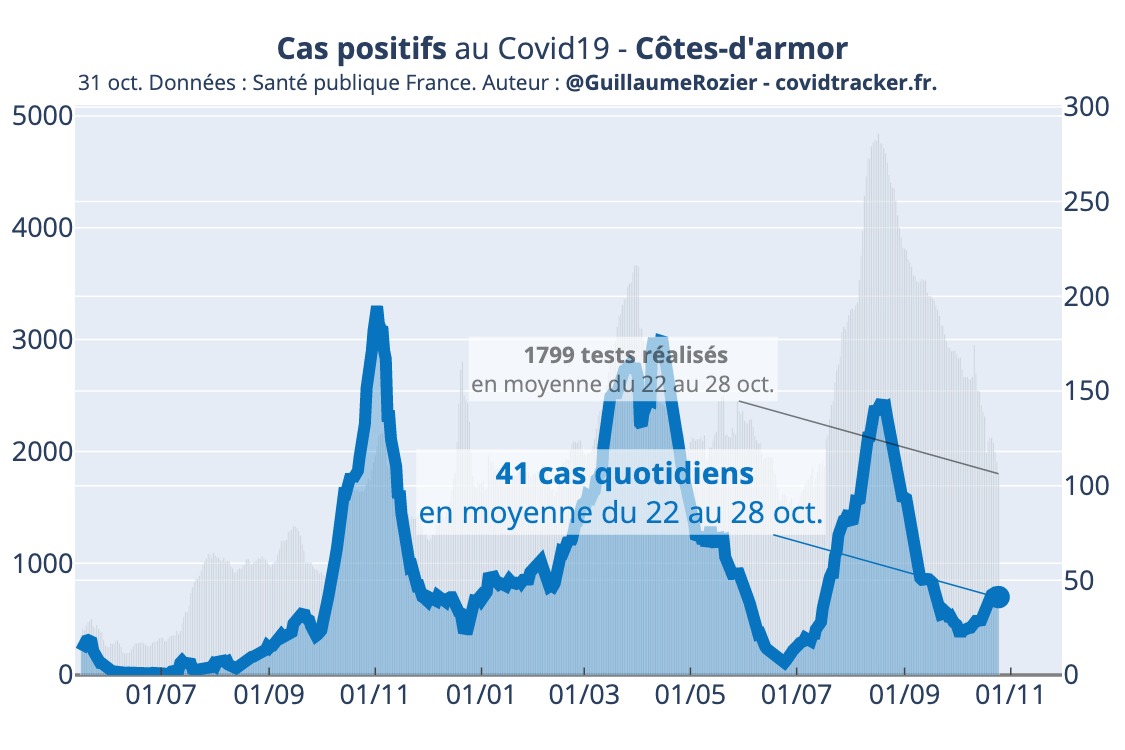 Cas positifs au Covid19 - Côtes-d'armor
31 oct. Données : Santé publique France. Auteur : @GuillaumeRozier - covidtracker.fr.
5000
4000
3000
2000
1000
0
300
250
200
150
100
50
0
1799 tests réalisés
en moyenne du 22 au 28 oct.
41 cas quotidiens
en moyenne du 22 au 28 oct.
01/07 01/09 01/11 01/01 01/03 01/05 01/07 01/09 01/11